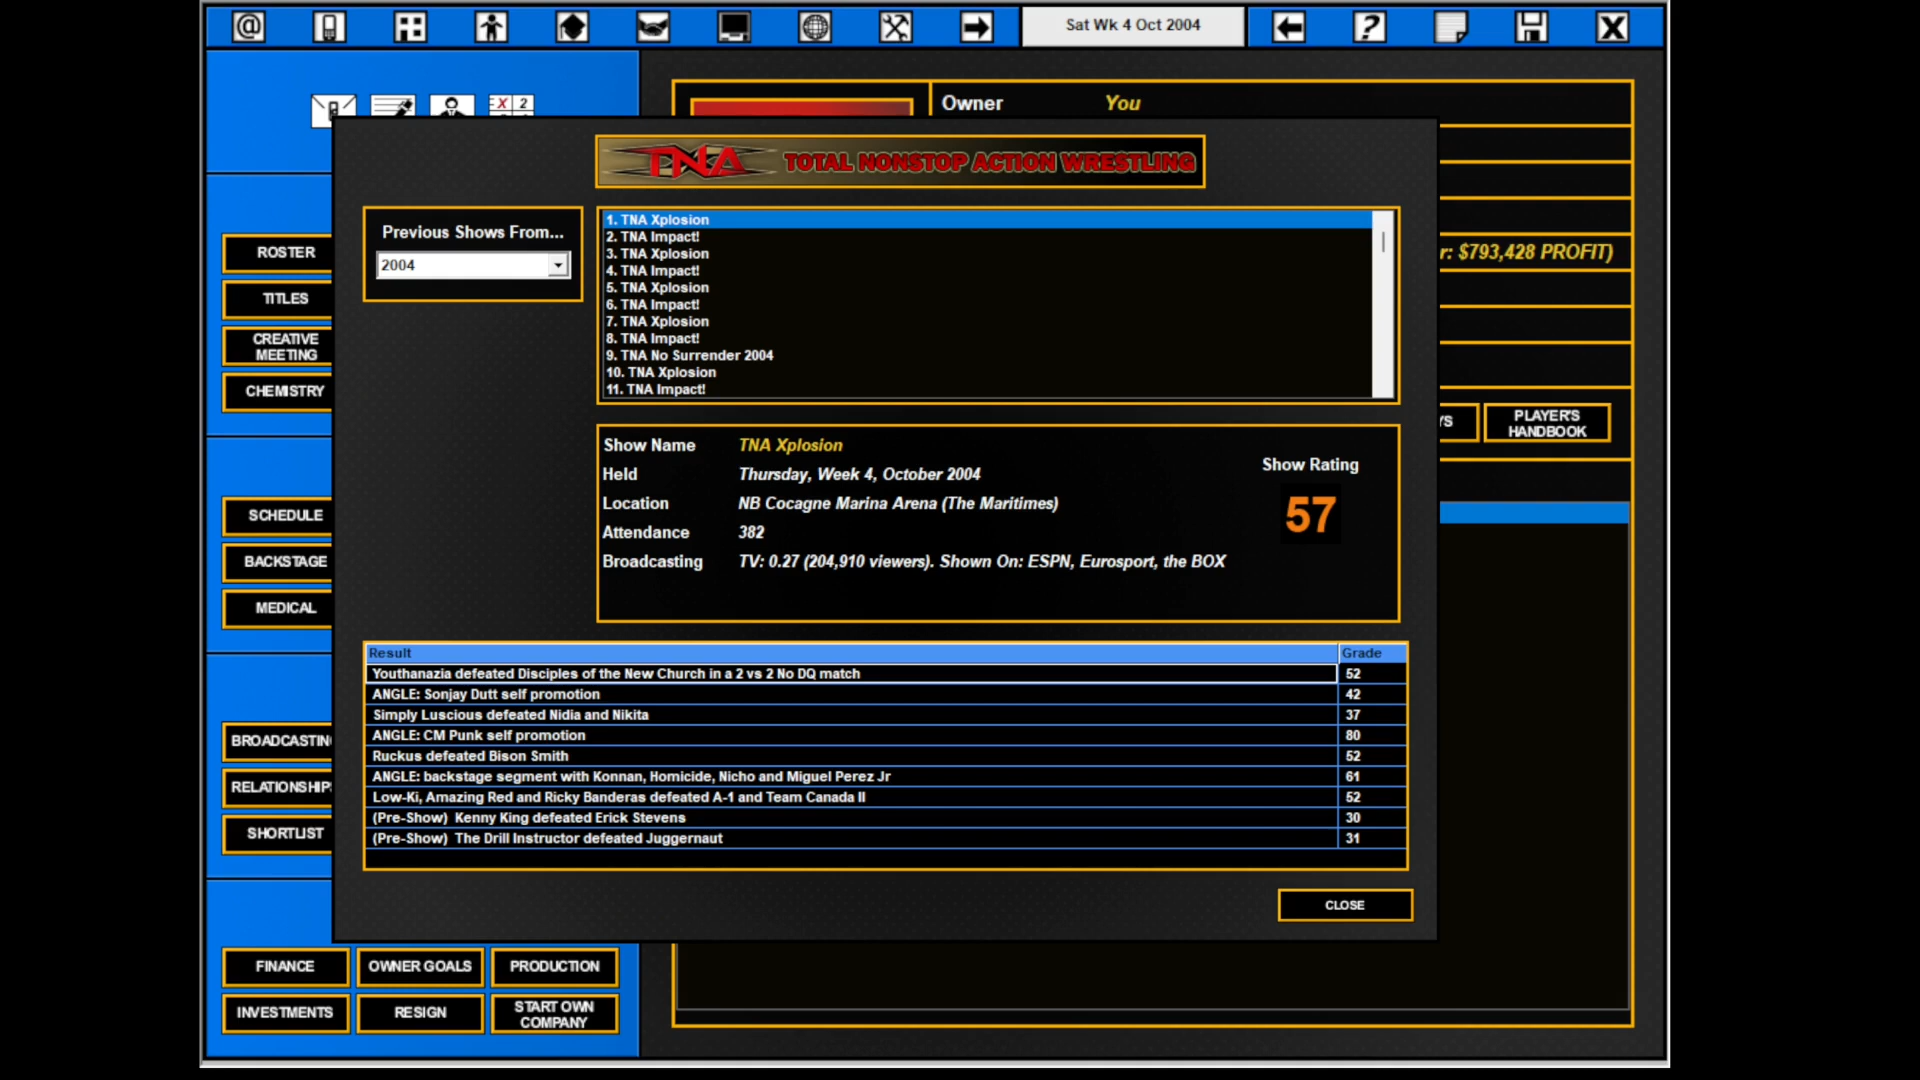 Sat Wk 4 Oct 2004
Owner You
TNA TOTAL NONSTOP ACTION WRESTLING
Previous Shows From...
2004
1. TNA Xplosion
2. TNA Impact!
3. TNA Xplosion
4. TNA Impact!
5. TNA Xplosion
6. TNA Impact!
7. TNA Xplosion
8. TNA Impact!
9. TNA No Surrender 2004
10. TNA Xplosion
11. TNA Impact!
r: $793,428 PROFIT)
ROSTER
TITLES
CREATIVE
MEETING
CHEMISTRY
YS
PLAYER'S
HANDBOOK
Show Name TNA Xplosion
Held Thursday, Week 4, October 2004
Location NB Cocagne Marina Arena (The Maritimes)
Attendance 382
Broadcasting TV: 0.27 (204,910 viewers). Shown On: ESPN, Eurosport, the BOX
Show Rating
57
SCHEDULE
BACKSTAGE
MEDICAL
Result Grade
Youthanazia defeated Disciples of the New Church in a 2 vs 2 No DQ match 52
ANGLE: Sonjay Dutt self promotion 42
Simply Luscious defeated Nidia and Nikita 37
ANGLE: CM Punk self promotion 80
Ruckus defeated Bison Smith 52
ANGLE: backstage segment with Konnan, Homicide, Nicho and Miguel Perez Jr 61
Low-Ki, Amazing Red and Ricky Banderas defeated A-1 and Team Canada II 52
(Pre-Show) Kenny King defeated Erick Stevens 30
(Pre-Show) The Drill Instructor defeated Juggernaut 31
BROADCASTIN
RELATIONSHIP
SHORTLIST
CLOSE
FINANCE
OWNER GOALS
PRODUCTION
INVESTMENTS
RESIGN
START OWN
COMPANY